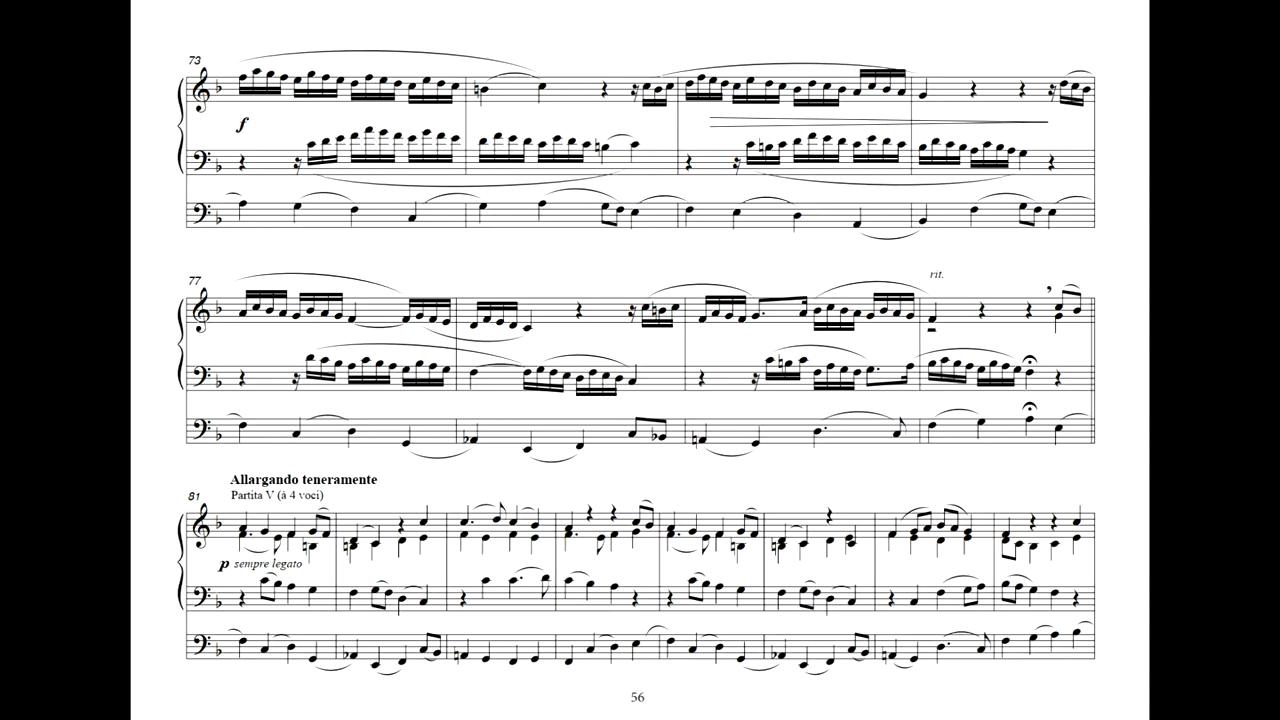 73
f
77
rit.
Allargando teneramente
Partita V (à 4 voci)
81
p sempre legato
56